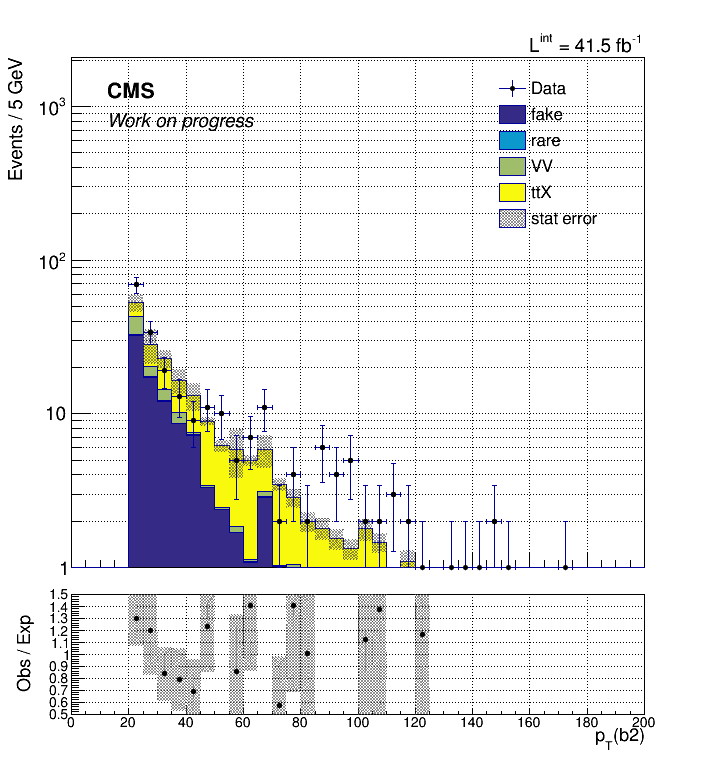 L^int = 41.5 fb^-1
Events / 5 GeV
CMS
Work on progress
Data
fake
rare
VV
ttX
stat error
10^3
10^2
10
1
Obs / Exp
1.5
1.4
1.3
1.2
1.1
1
0.9
0.8
0.7
0.6
0.5
0 20 40 60 80 100 120 140 160 180 200
p_T(b2)